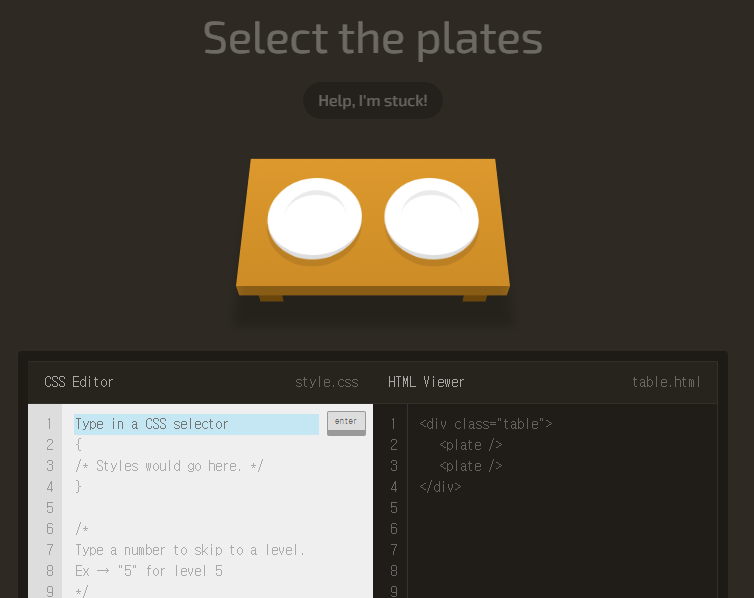 Select the plates
Help, I'm stuck!
CSS Editor style.css
1 Type in a CSS selector enter
2 {
3 /* Styles would go here. */
4 }
5
6 /*
7 Type a number to skip to a level.
8 Ex → "5" for level 5
9 */
HTML Viewer table.html
1 <div class="table">
2 <plate />
3 <plate />
4 </div>
5
6
7
8
9